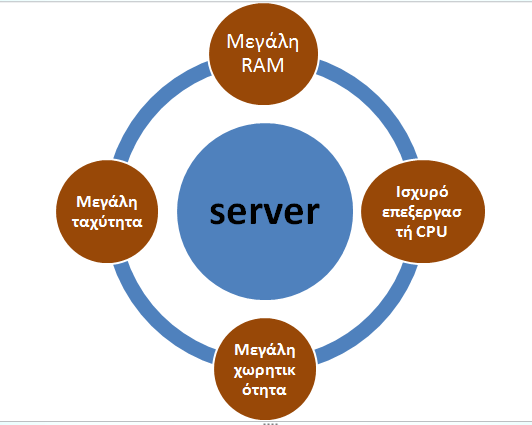 Μεγάλη
RAM
Μεγάλη
ταχύτητα
server
Ισχυρό
επεξεργασ
τή CPU
Μεγάλη
χωρητικ
ότητα